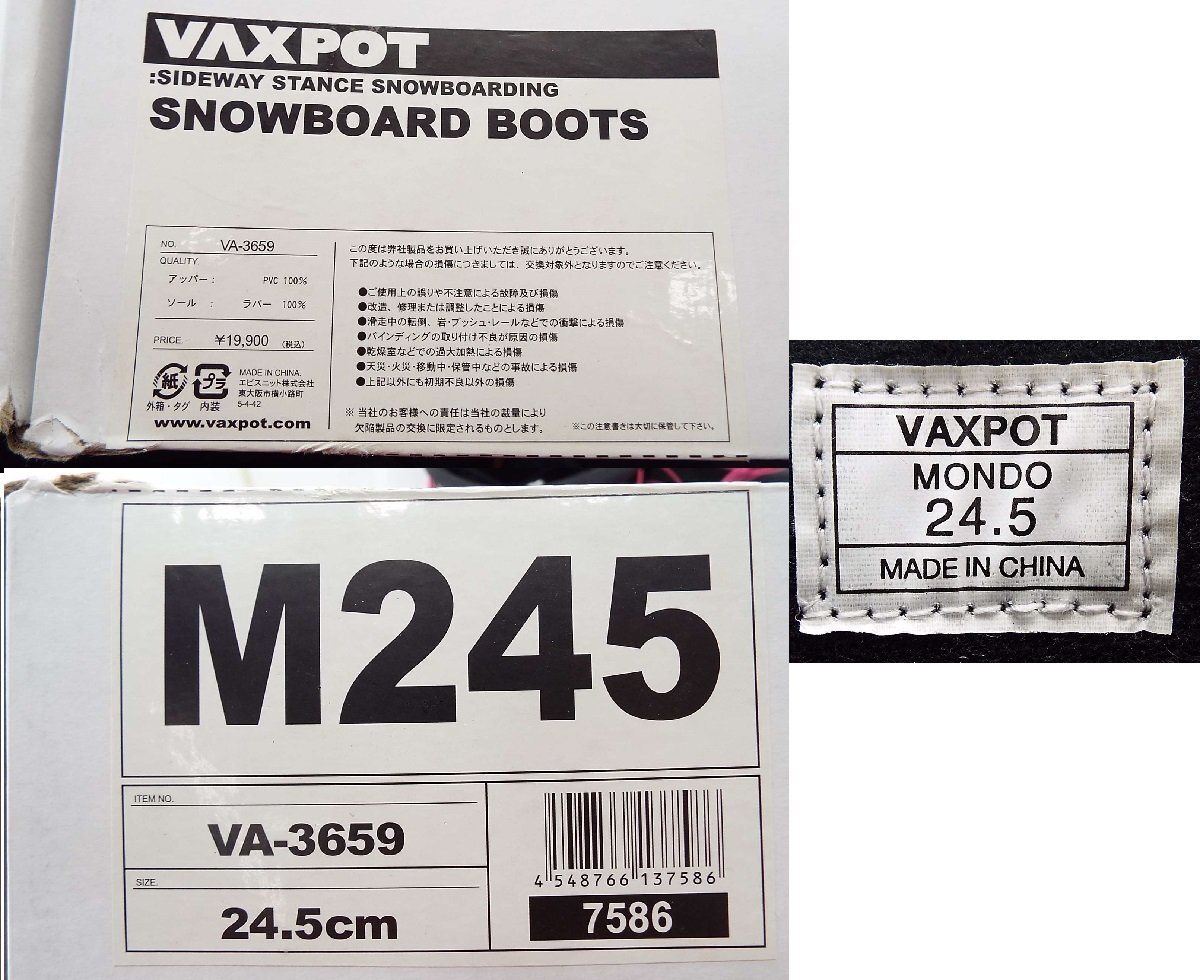 VAXPOT
:SIDEWAY STANCE SNOWBOARDING
SNOWBOARD BOOTS
NO. VA-3659
QUALITY.
アッパー: PVC 100%
ソール : ラバー 100%
PRICE. ¥19,900 (税込)
紙 プラ
外箱・タグ 内装
MADE IN CHINA.
エビスニット株式会社
東大阪市横小路町
5-4-42
www.vaxpot.com
この度は弊社製品をお買い上げいただき誠にありがとうございます。
下記のような場合の損傷につきましては、交換対象外となりますのでご注意ください。
●ご使用上の誤りや不注意による故障及び損傷
●改造、修理または調整したことによる損傷
●滑走中の転倒、岩・ブッシュ・レールなどでの衝撃による損傷
●バインディングの取り付け不良が原因の損傷
●乾燥室などでの過大加熱による損傷
●天災・火災・移動中・保管中などの事故による損傷
●上記以外にも初期不良以外の損傷
※ 当社のお客様への責任は当社の裁量により
欠陥製品の交換に限定されるものとします。
※この注意書きは大切に保管して下さい。
VAXPOT
MONDO
24.5
MADE IN CHINA
M245
ITEM NO.
VA-3659
SIZE.
24.5cm
4 548766 137586
7586